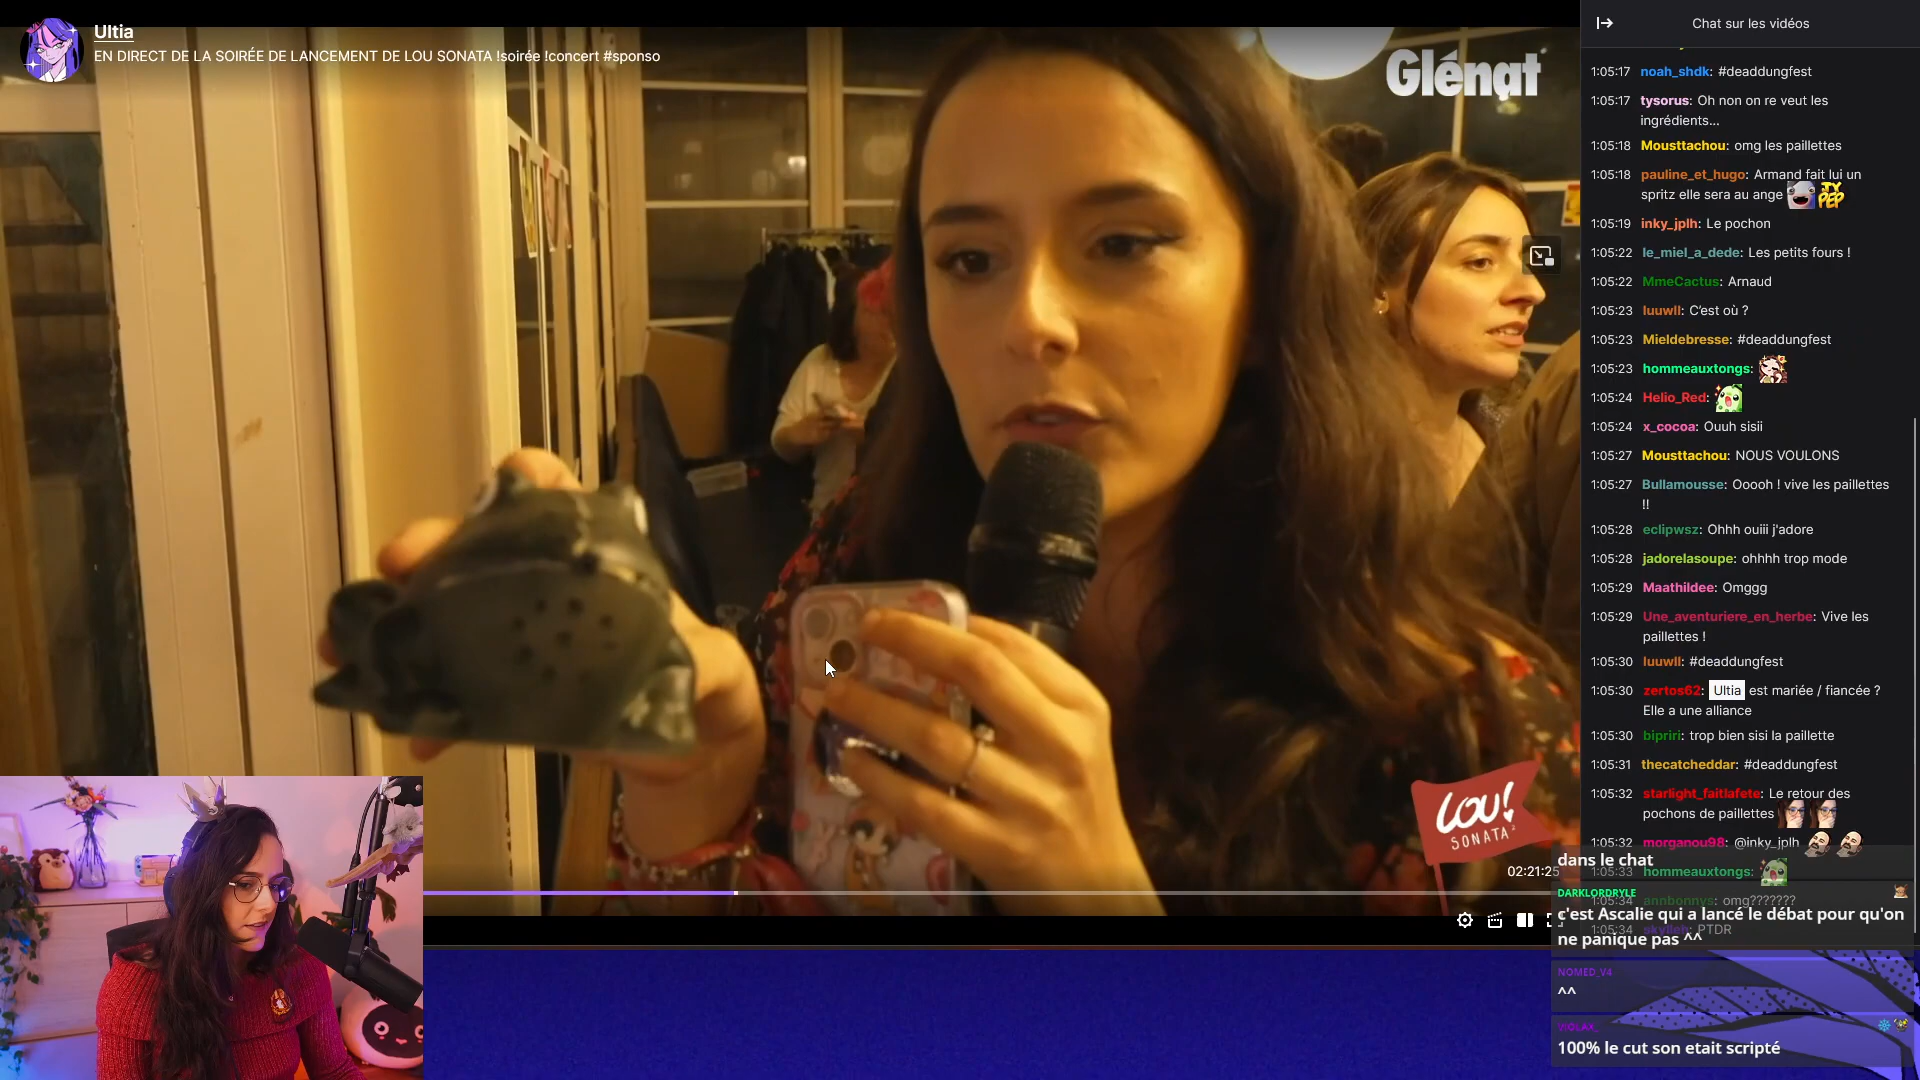 Ultia
EN DIRECT DE LA SOIRÉE DE LANCEMENT DE LOU SONATA !soirée !concert #sponso
Glénat
LOU!
SONATA²
02:21:25
Chat sur les vidéos
1:05:17 noah_shdk: #deaddungfest
1:05:17 tysorus: Oh non on re veut les
ingrédients...
1:05:18 Mousttachou: omg les paillettes
1:05:18 pauline_et_hugo: Armand fait lui un
spritz elle sera au ange
1:05:19 inky_jplh: Le pochon
1:05:22 le_miel_a_dede: Les petits fours !
1:05:22 MmeCactus: Arnaud
1:05:23 luuwll: C'est où ?
1:05:23 Mieldebresse: #deaddungfest
1:05:23 hommeauxtongs:
1:05:24 Helio_Red:
1:05:24 x_cocoa: Ouuh sisii
1:05:27 Mousttachou: NOUS VOULONS
1:05:27 Bullamousse: Ooooh ! vive les paillettes
!!
1:05:28 eclipwsz: Ohhh ouiii j'adore
1:05:28 jadorelasoupe: ohhhh trop mode
1:05:29 Maathildee: Omggg
1:05:29 Une_aventuriere_en_herbe: Vive les
paillettes !
1:05:30 luuwll: #deaddungfest
1:05:30 zertos62: Ultia est mariée / fiancée ?
Elle a une alliance
1:05:30 bipriri: trop bien sisi la paillette
1:05:31 thecatcheddar: #deaddungfest
1:05:32 starlight_faitlafete: Le retour des
pochons de paillettes
1:05:32 morganou98: @inky_jplh
1:05:33 hommeauxtongs:
1:05:34 annbonnys: omg???????
1:05:34 PTDR
dans le chat
DARKLORDRYLE
c'est Ascalie qui a lancé le débat pour qu'on
ne panique pas ^^
NOMED_V4
^^
VIOLAX_
100% le cut son etait scripté